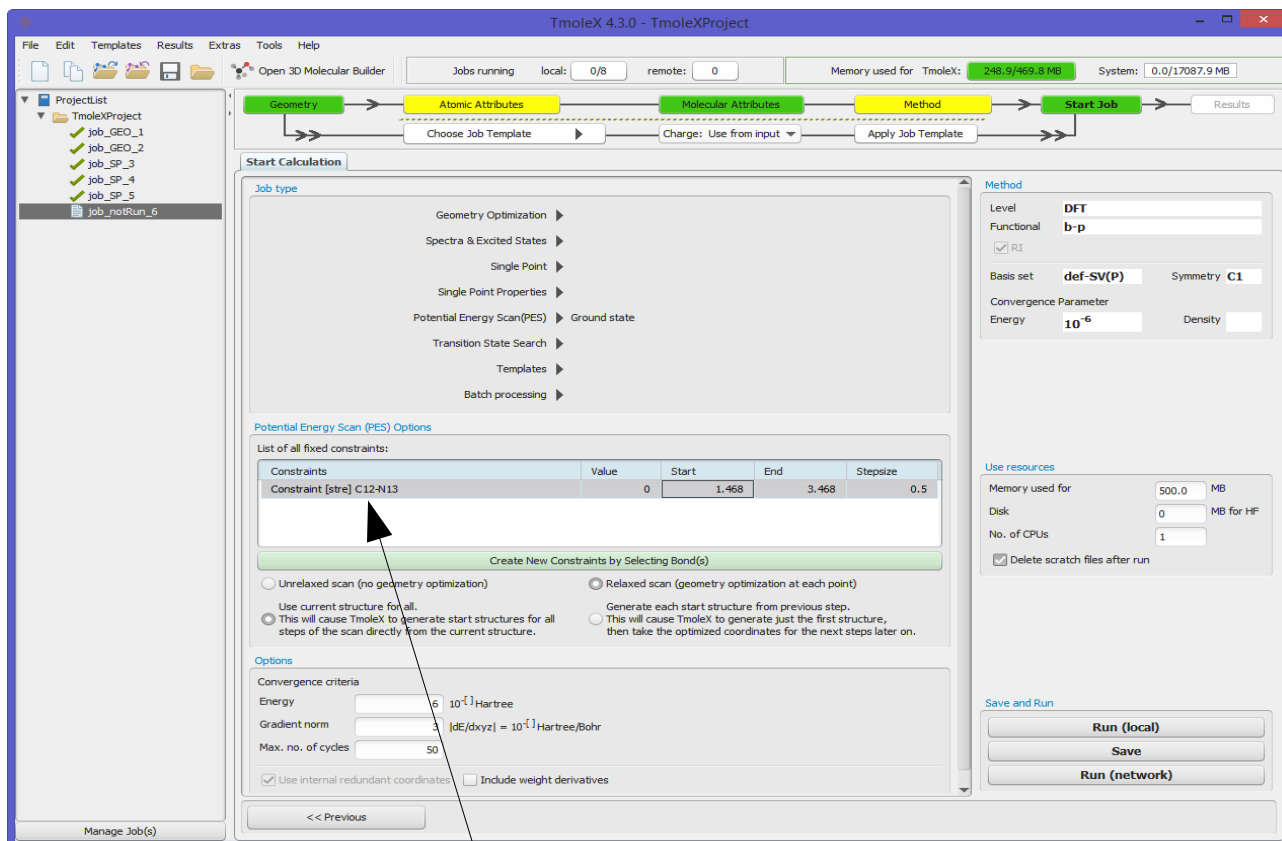 TmoleX 4.3.0 - TmoleXProject
File Edit Templates Results Extras Tools Help
Open 3D Molecular Builder Jobs running local: 0/8 remote: 0 Memory used for TmoleX: 248.9/469.8 MB System: 0.0/17087.9 MB
ProjectList
TmoleXProject
job_GEO_1
job_GEO_2
job_SP_3
job_SP_4
job_SP_5
job_notRun_6
Manage Job(s)
Geometry Atomic Attributes Molecular Attributes Method Start Job Results
Choose Job Template Charge: Use from input Apply Job Template
Start Calculation
Job type
Geometry Optimization
Spectra & Excited States
Single Point
Single Point Properties
Potential Energy Scan(PES) Ground state
Transition State Search
Templates
Batch processing
Potential Energy Scan (PES) Options
List of all fixed constraints:
Constraints Value Start End Stepsize
Constraint [stre] C12-N13 0 1.468 3.468 0.5
Create New Constraints by Selecting Bond(s)
Unrelaxed scan (no geometry optimization) Relaxed scan (geometry optimization at each point)
Use current structure for all.
This will cause TmoleX to generate start structures for all
steps of the scan directly from the current structure.
Generate each start structure from previous step.
This will cause TmoleX to generate just the first structure,
then take the optimized coordinates for the next steps later on.
Options
Convergence criteria
Energy 6 10^-[ ] Hartree
Gradient norm 3 |dE/dxyz| = 10^-[ ] Hartree/Bohr
Max. no. of cycles 50
Use internal redundant coordinates Include weight derivatives
<< Previous
Method
Level DFT
Functional b-p
RI
Basis set def-SV(P) Symmetry C1
Convergence Parameter
Energy 10^-6 Density
Use resources
Memory used for 500.0 MB
Disk 0 MB for HF
No. of CPUs 1
Delete scratch files after run
Save and Run
Run (local)
Save
Run (network)